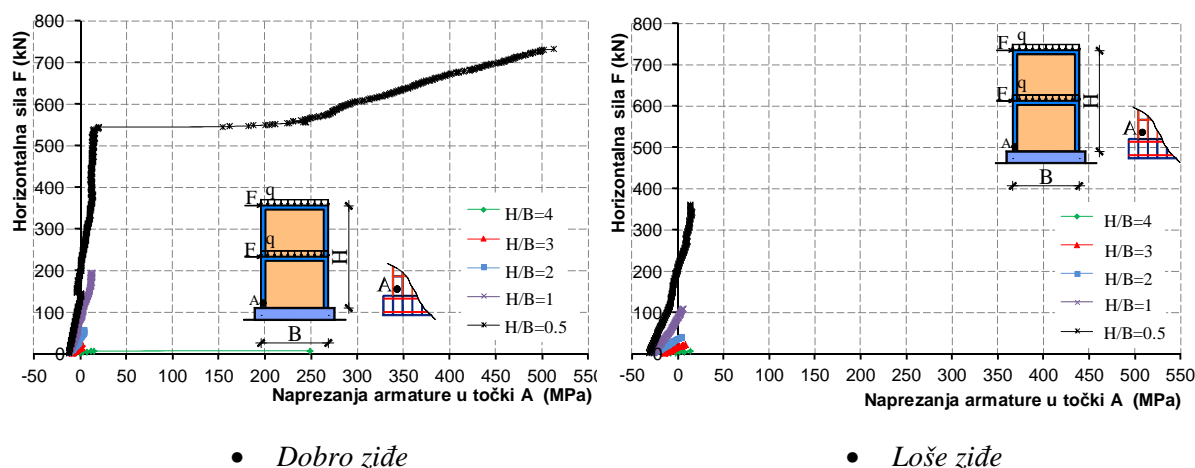 Horizontalna sila F (kN)
800
700
600
500
400
300
200
100
0
-50 0 50 100 150 200 250 300 350 400 450 500 550
Naprezanja armature u točki A (MPa)
q
F
q
F
A
H
B
A
H/B=4
H/B=3
H/B=2
H/B=1
H/B=0.5
• Dobro ziđe
Horizontalna sila F (kN)
800
700
600
500
400
300
200
100
0
-50 0 50 100 150 200 250 300 350 400 450 500 550
Naprezanja armature u točki A (MPa)
q
F
q
F
A
H
B
A
H/B=4
H/B=3
H/B=2
H/B=1
H/B=0.5
• Loše ziđe